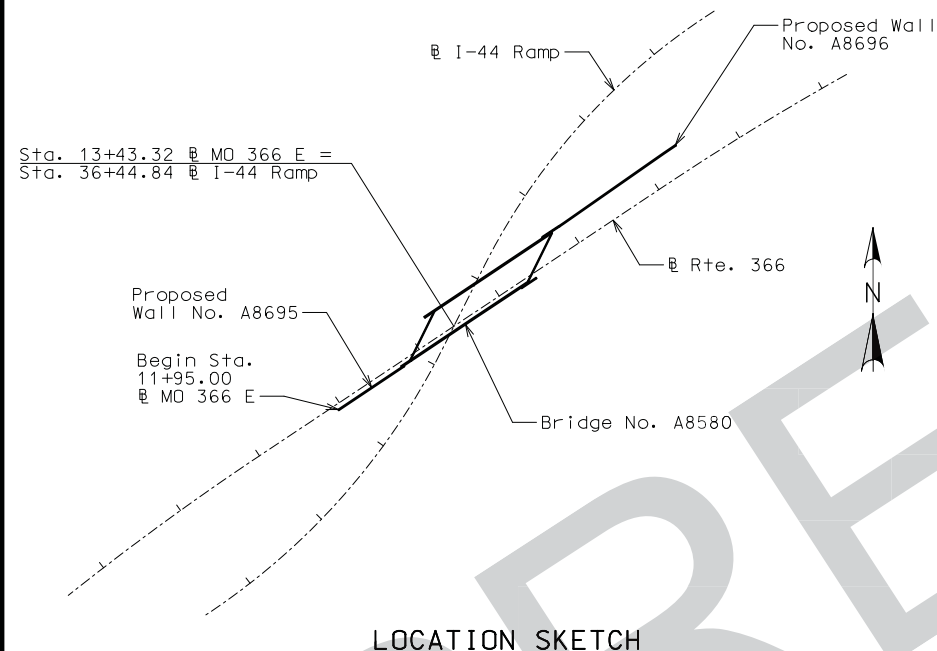 Proposed Wall
No. A8696
℄ I-44 Ramp
Sta. 13+43.32 ℄ MO 366 E =
Sta. 36+44.84 ℄ I-44 Ramp
℄ Rte. 366
N
Proposed
Wall No. A8695
Begin Sta.
11+95.00
℄ MO 366 E
Bridge No. A8580
LOCATION SKETCH